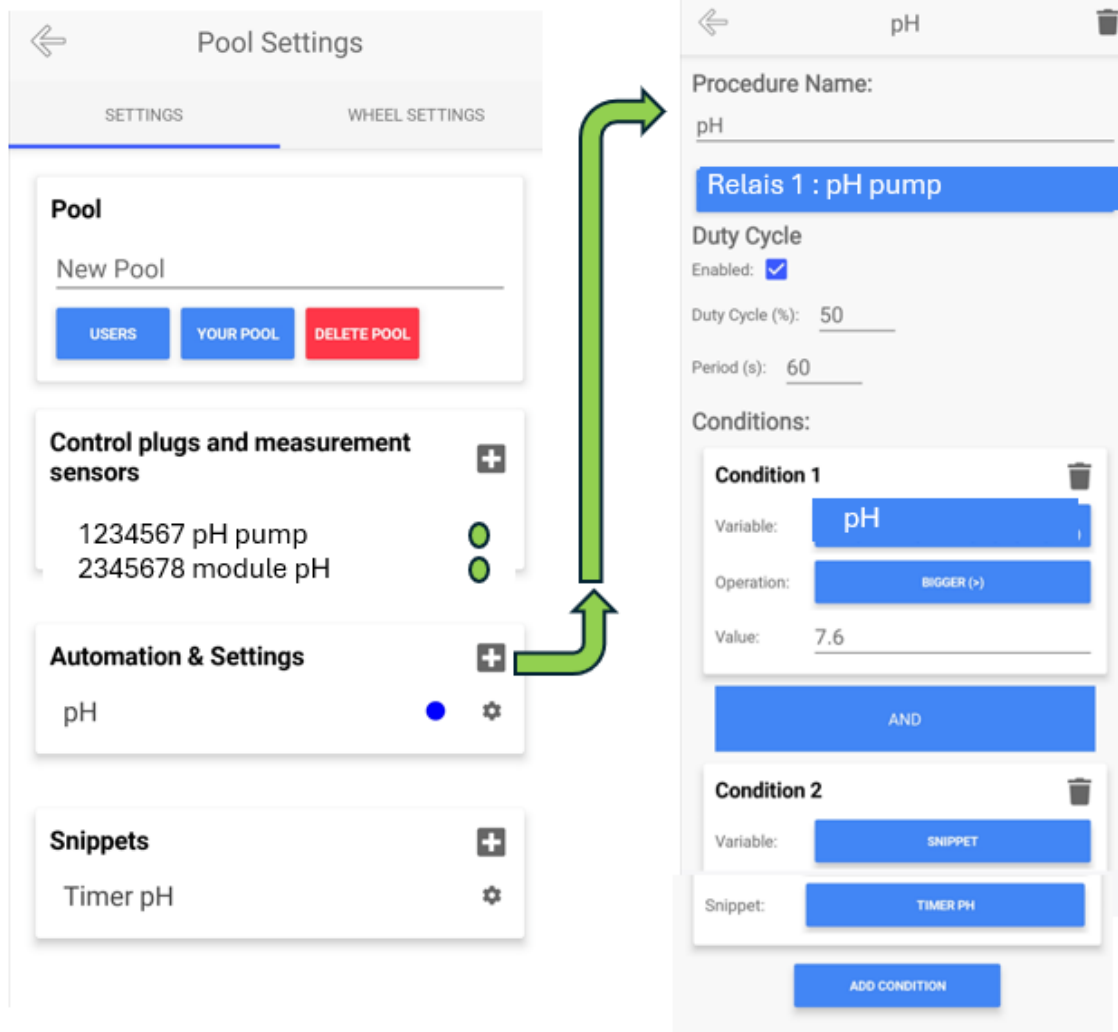 Pool Settings
SETTINGS
WHEEL SETTINGS
Pool
New Pool
USERS
YOUR POOL
DELETE POOL
Control plugs and measurement
sensors
1234567 pH pump
2345678 module pH
Automation & Settings
pH
Snippets
Timer pH
pH
Procedure Name:
pH
Relais 1 : pH pump
Duty Cycle
Enabled:
Duty Cycle (%): 50
Period (s): 60
Conditions:
Condition 1
Variable: pH
Operation: BIGGER (>)
Value: 7.6
AND
Condition 2
Variable: SNIPPET
Snippet: TIMER PH
ADD CONDITION